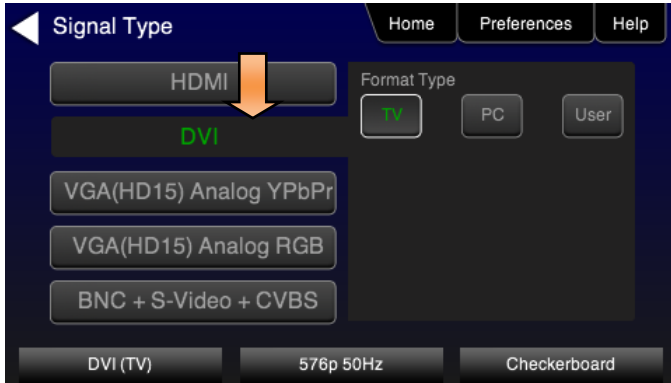 Signal Type
Home
Preferences
Help
HDMI
DVI
VGA(HD15) Analog YPbPr
VGA(HD15) Analog RGB
BNC + S-Video + CVBS
Format Type
TV
PC
User
DVI (TV)
576p 50Hz
Checkerboard